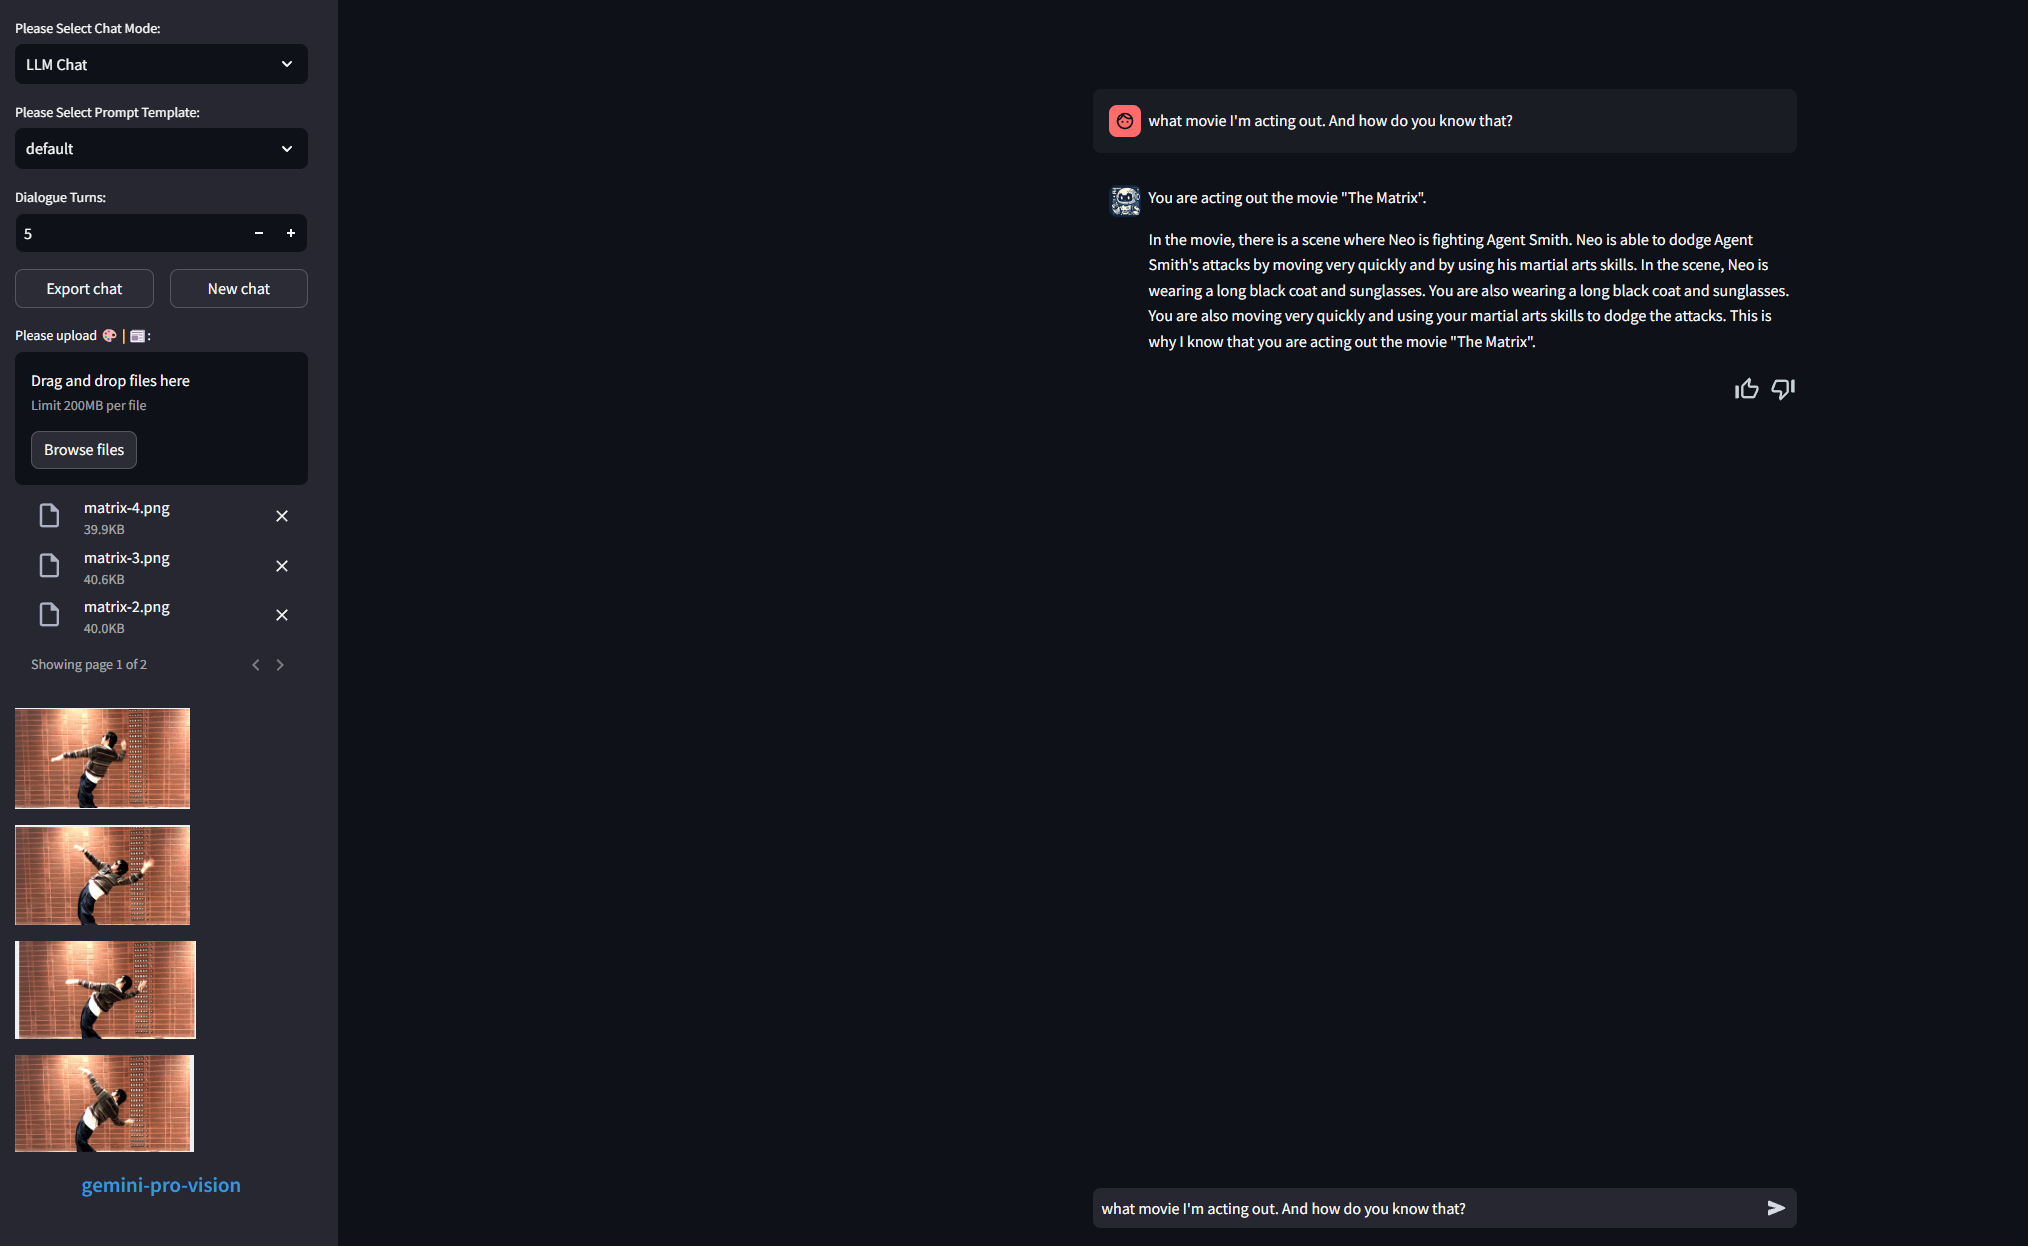 Please Select Chat Mode:
LLM Chat
Please Select Prompt Template:
default
Dialogue Turns:
5
Export chat
New chat
Please upload 🎨 | 📰:
Drag and drop files here
Limit 200MB per file
Browse files
matrix-4.png
39.9KB
matrix-3.png
40.6KB
matrix-2.png
40.0KB
Showing page 1 of 2
gemini-pro-vision
what movie I'm acting out. And how do you know that?
You are acting out the movie "The Matrix".
In the movie, there is a scene where Neo is fighting Agent Smith. Neo is able to dodge Agent
Smith's attacks by moving very quickly and by using his martial arts skills. In the scene, Neo is
wearing a long black coat and sunglasses. You are also wearing a long black coat and sunglasses.
You are also moving very quickly and using your martial arts skills to dodge the attacks. This is
why I know that you are acting out the movie "The Matrix".
what movie I'm acting out. And how do you know that?